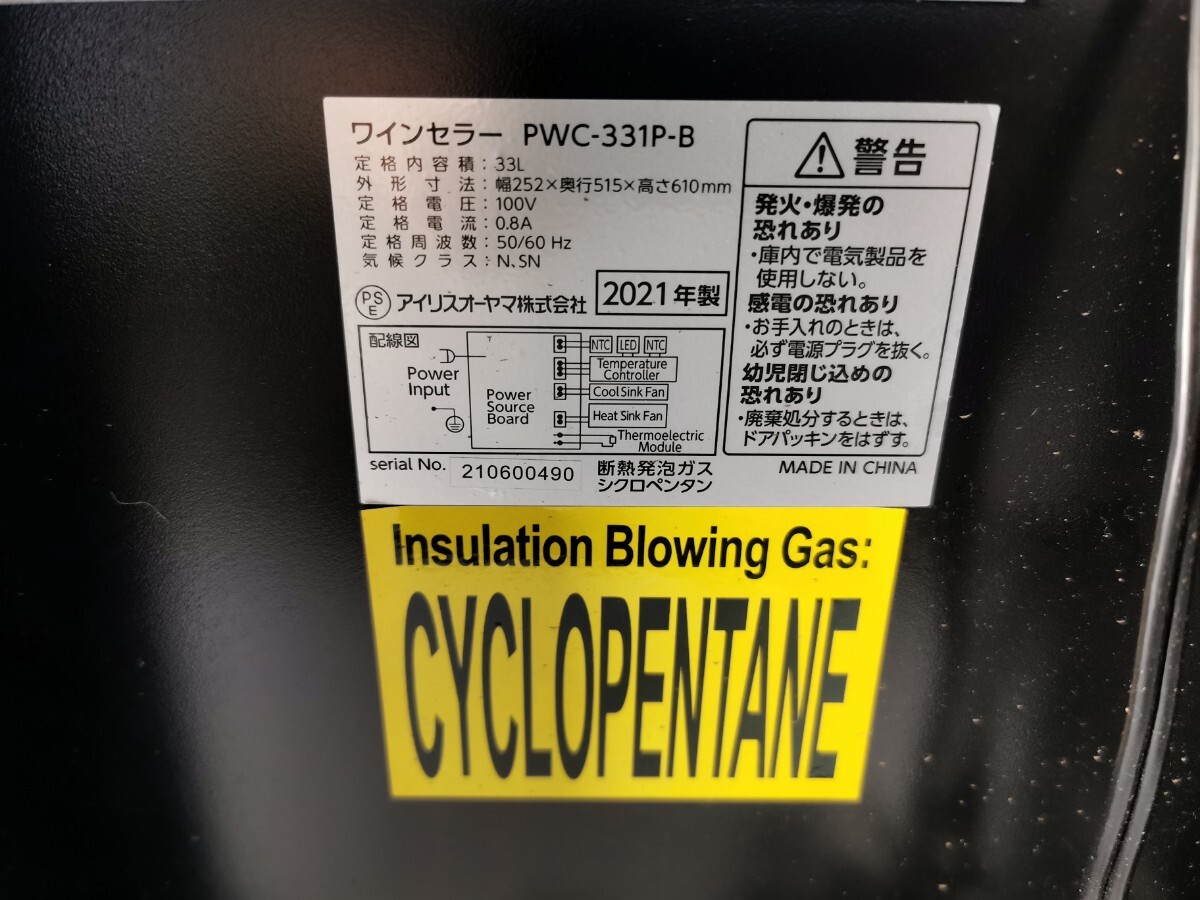 ワインセラー PWC-331P-B
定格内容積:33L
外形寸法:幅252×奥行515×高さ610mm
定格電圧:100V
定格電流:0.8A
定格周波数:50/60 Hz
気候クラス:N、SN
PSE アイリスオーヤマ株式会社 2021年製
配線図
Power Input
Power Source Board
NTC LED NTC
Temperature Controller
Cool Sink Fan
Heat Sink Fan
Thermoelectric Module
serial No. 210600490
断熱発泡ガス
シクロペンタン
警告
発火・爆発の
恐れあり
・庫内で電気製品を
使用しない。
感電の恐れあり
・お手入れのときは、
必ず電源プラグを抜く。
幼児閉じ込めの
恐れあり
・廃棄処分するときは、
ドアパッキンをはずす。
MADE IN CHINA
Insulation Blowing Gas:
CYCLOPENTANE